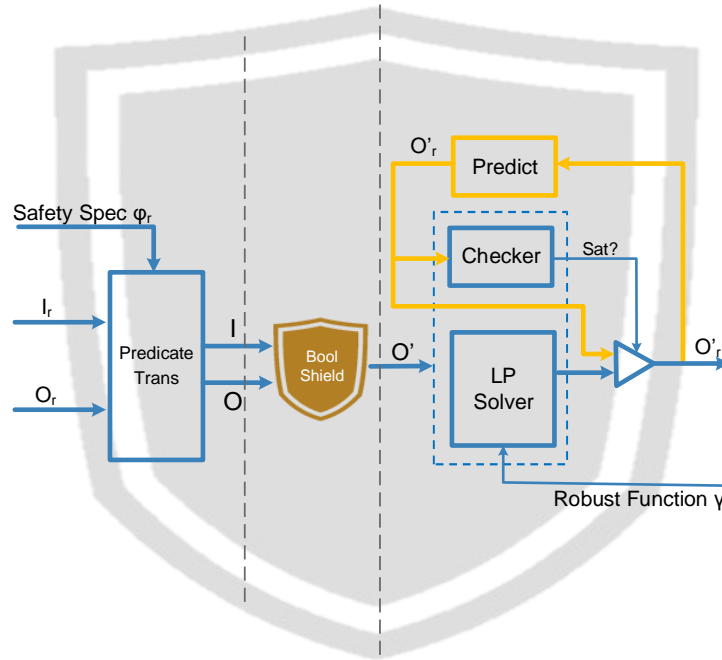 O'ᵣ
Predict
Safety Spec φᵣ
Checker
Sat?
Iᵣ
I
Predicate
Trans
Bool
Shield
O'
LP
Solver
O'ᵣ
Oᵣ
O
Robust Function γ